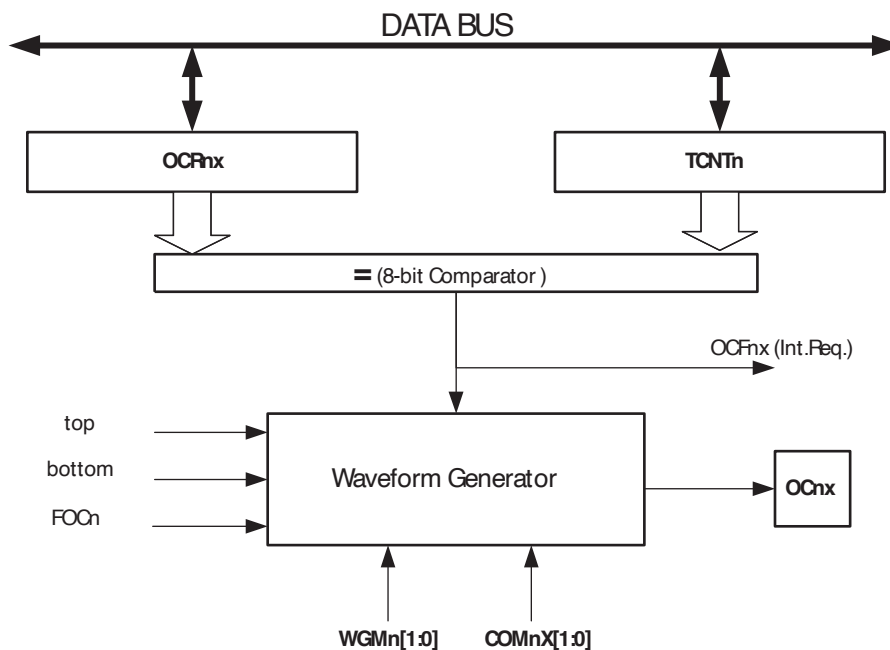 DATA BUS
OCRnx
TCNTn
= (8-bit Comparator )
OCFnx (Int.Req.)
top
bottom
FOCn
Waveform Generator
OCnx
WGMn[1:0]
COMnX[1:0]